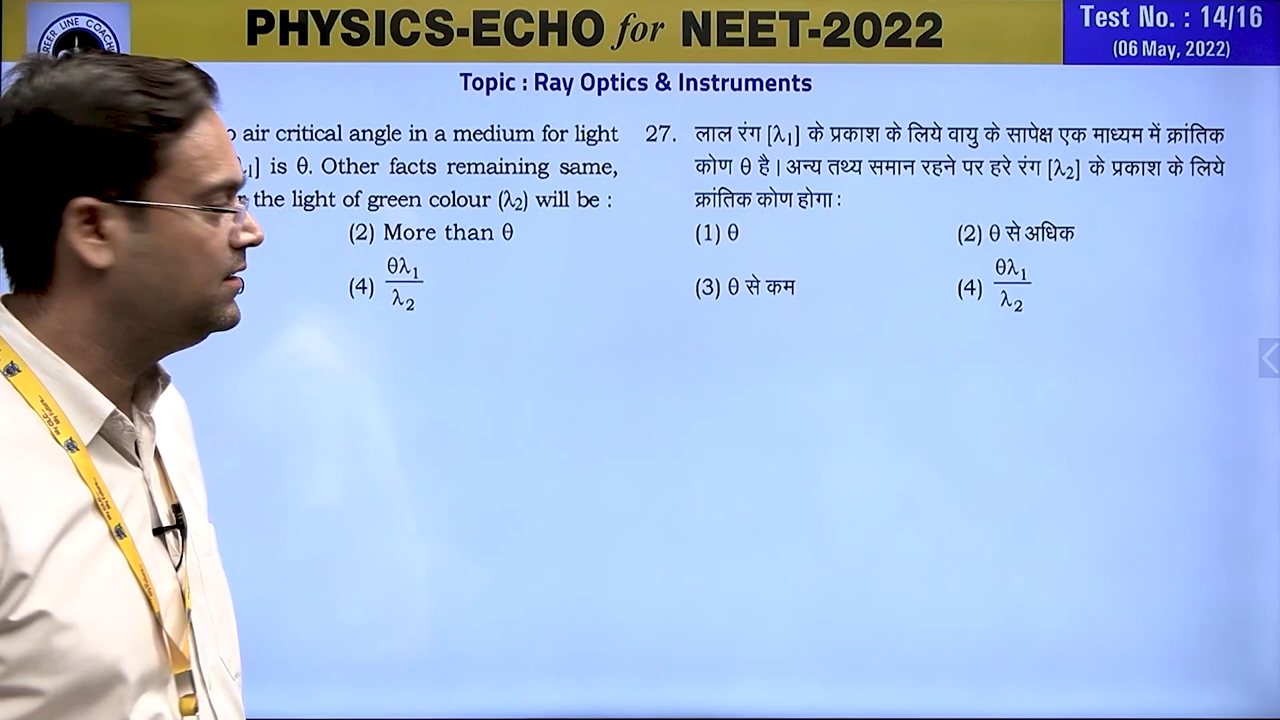 PHYSICS-ECHO for NEET-2022
Test No. : 14/16
(06 May, 2022)
Topic : Ray Optics & Instruments
air critical angle in a medium for light
is θ. Other facts remaining same,
the light of green colour (λ₂) will be :
(2) More than θ
(4) θλ₁/λ₂
27. लाल रंग [λ₁] के प्रकाश के लिये वायु के सापेक्ष एक माध्यम में क्रांतिक
कोण θ है। अन्य तथ्य समान रहने पर हरे रंग [λ₂] के प्रकाश के लिये
क्रांतिक कोण होगा :
(1) θ
(2) θ से अधिक
(3) θ से कम
(4) θλ₁/λ₂